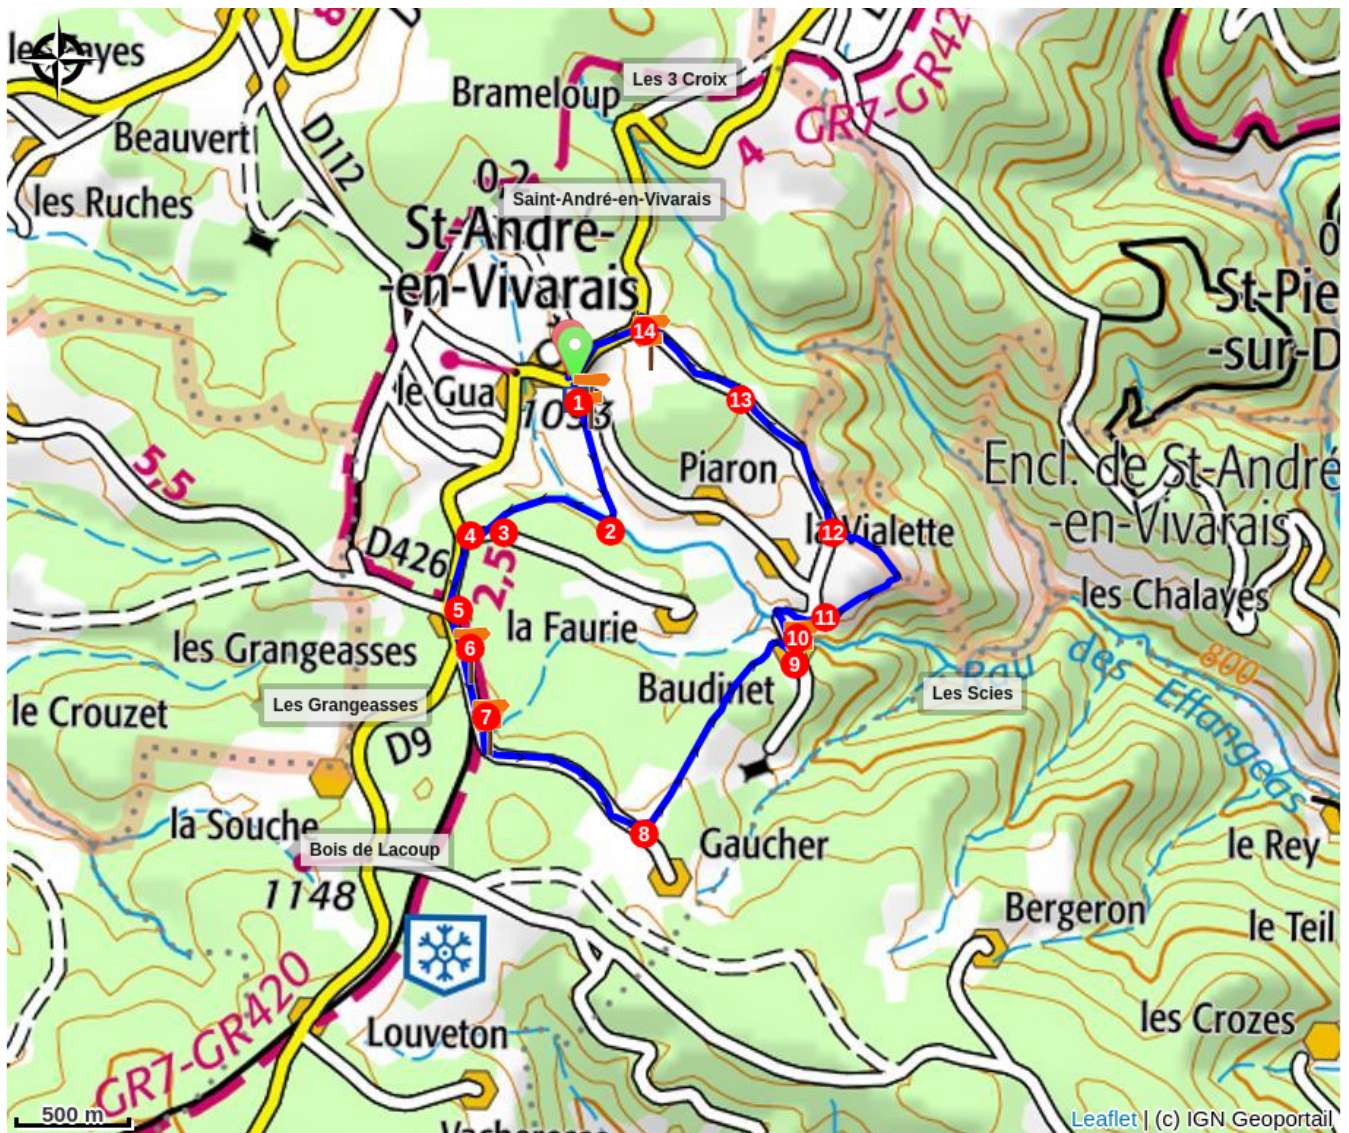 Brameloup
Les 3 Croix
GR7-GR42
4
Beauvert
D112
les Ruches
0,2
Saint-André-en-Vivarais
St-André-
-en-Vivarais
St-Pie
-sur-D
14
le Gua
1
13
5,5
Piaron
Encl. de St-André
-en-Vivarais
D426
4
3
2
12
la Vialette
2,5
5
la Faurie
11
les Chalayes
les Grangeasses
6
10
9
800
Les Grangeasses
Baudinet
Les Scies
Rau des Effangeas
le Crouzet
7
D9
la Souche
8
Gaucher
le Rey
Bois de Lacoup
1148
Bergeron
le Teil
GR7-GR420
Louveton
les Crozes
500 m
Leaflet | (c) IGN Geoportail